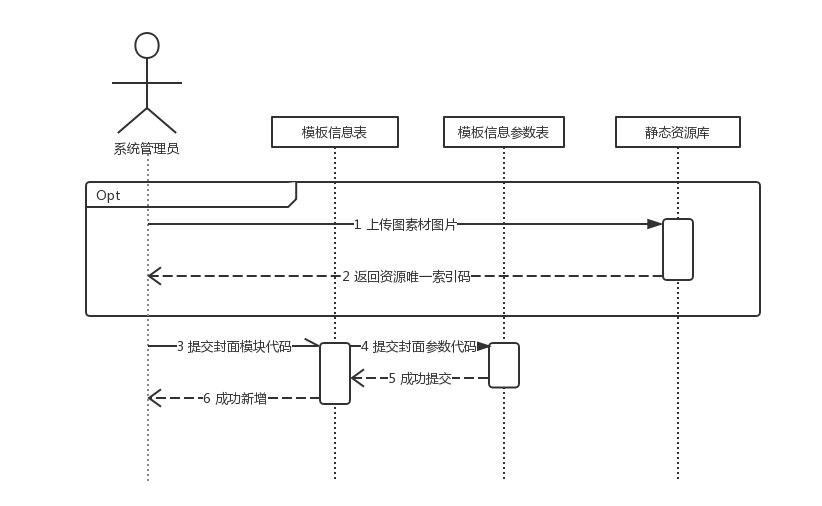 系统管理员
模板信息表
模板信息参数表
静态资源库
Opt
1 上传图素材图片
2 返回资源唯一索引码
3 提交封面模块代码
4 提交封面参数代码
5 成功提交
6 成功新增